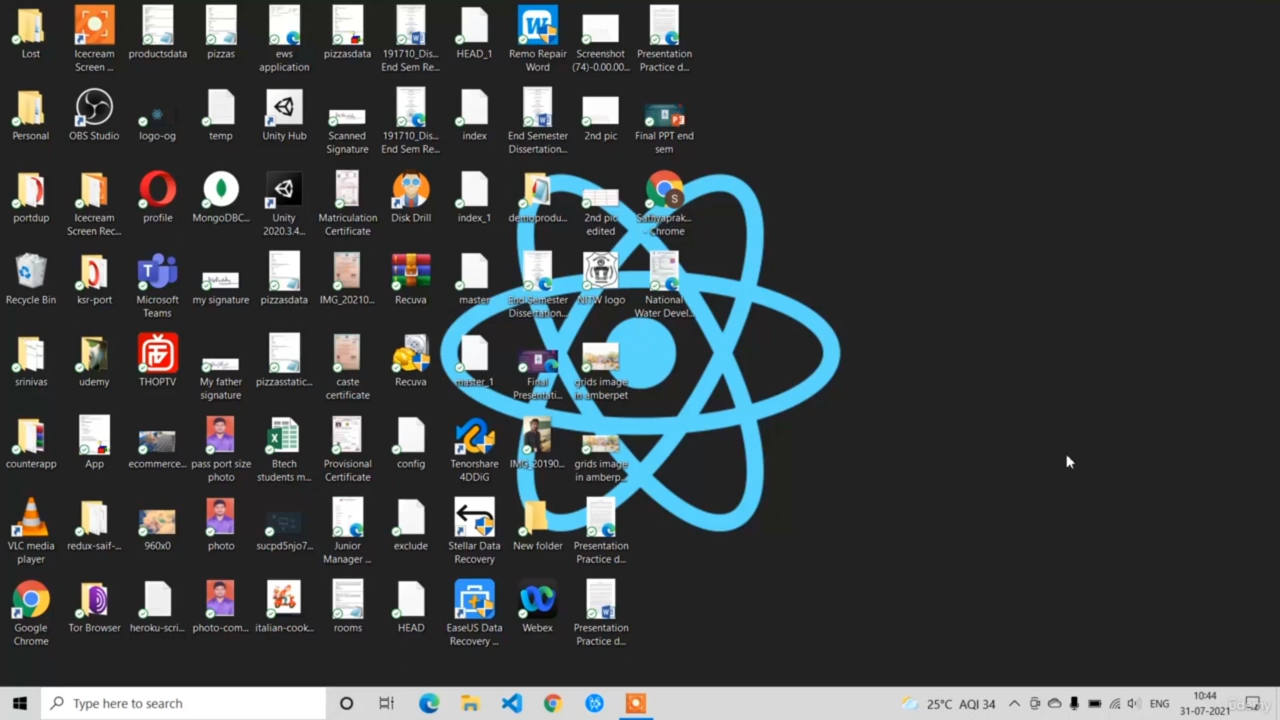 Lost
Icecream
Screen ...
productsdata
pizzas
ews
application
pizzasdata
191710_Dis...
End Sem Re...
HEAD_1
Remo Repair
Word
Screenshot
(74)-0.00.00...
Presentation
Practice d...
Personal
OBS Studio
logo-og
temp
Unity Hub
Scanned
Signature
191710_Dis...
End Sem Re...
index
End Semester
Dissertation...
2nd pic
Final PPT end
sem
portdup
Icecream
Screen Rec...
profile
MongoDBC...
Unity
2020.3.4...
Matriculation
Certificate
Disk Drill
index_1
demoprodu...
2nd pic
edited
Sathyaprak...
- Chrome
Recycle Bin
ksr-port
Microsoft
Teams
my signature
pizzasdata
IMG_20210...
Recuva
master
End Semester
Dissertation...
NITW logo
National
Water Devel...
srinivas
udemy
THOPTV
My father
signature
pizzasstatic...
caste
certificate
Recuva
master_1
Final
Presentati...
grids image
in amberpet
counterapp
App
ecommerce...
pass port size
photo
Btech
students m...
Provisional
Certificate
config
Tenorshare
4DDiG
IMG_20190...
grids image
in amberp...
VLC media
player
redux-saif-...
960x0
photo
sucpd5njo7...
Junior
Manager ...
exclude
Stellar Data
Recovery
New folder
Presentation
Practice d...
Google
Chrome
Tor Browser
heroku-scri...
photo-com...
italian-cook...
rooms
HEAD
EaseUS Data
Recovery ...
Webex
Presentation
Practice d...
Type here to search
25°C AQI 34
ENG
10:44
31-07-2021
Udemy